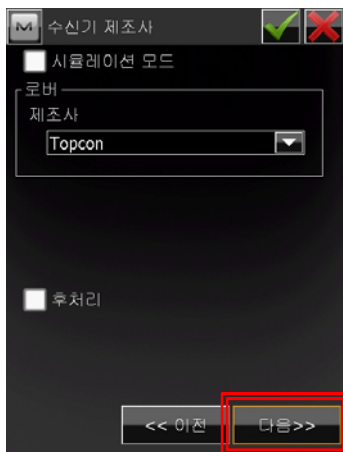 수신기 제조사
시뮬레이션 모드
로버
제조사
Topcon
후처리
<< 이전
다음>>